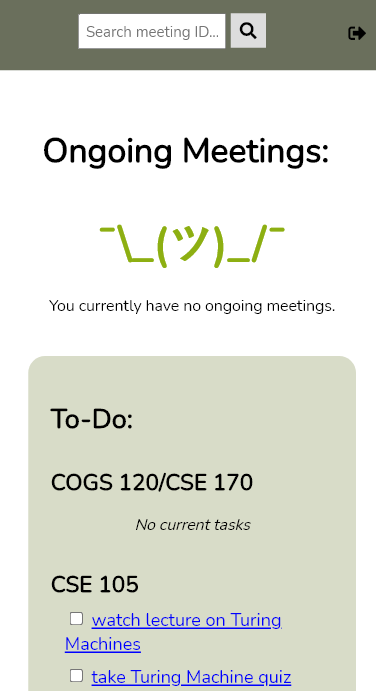 Search meeting ID...
Ongoing Meetings:
¯\_(ツ)_/¯
You currently have no ongoing meetings.
To-Do:
COGS 120/CSE 170
No current tasks
CSE 105
watch lecture on Turing
Machines
take Turing Machine quiz